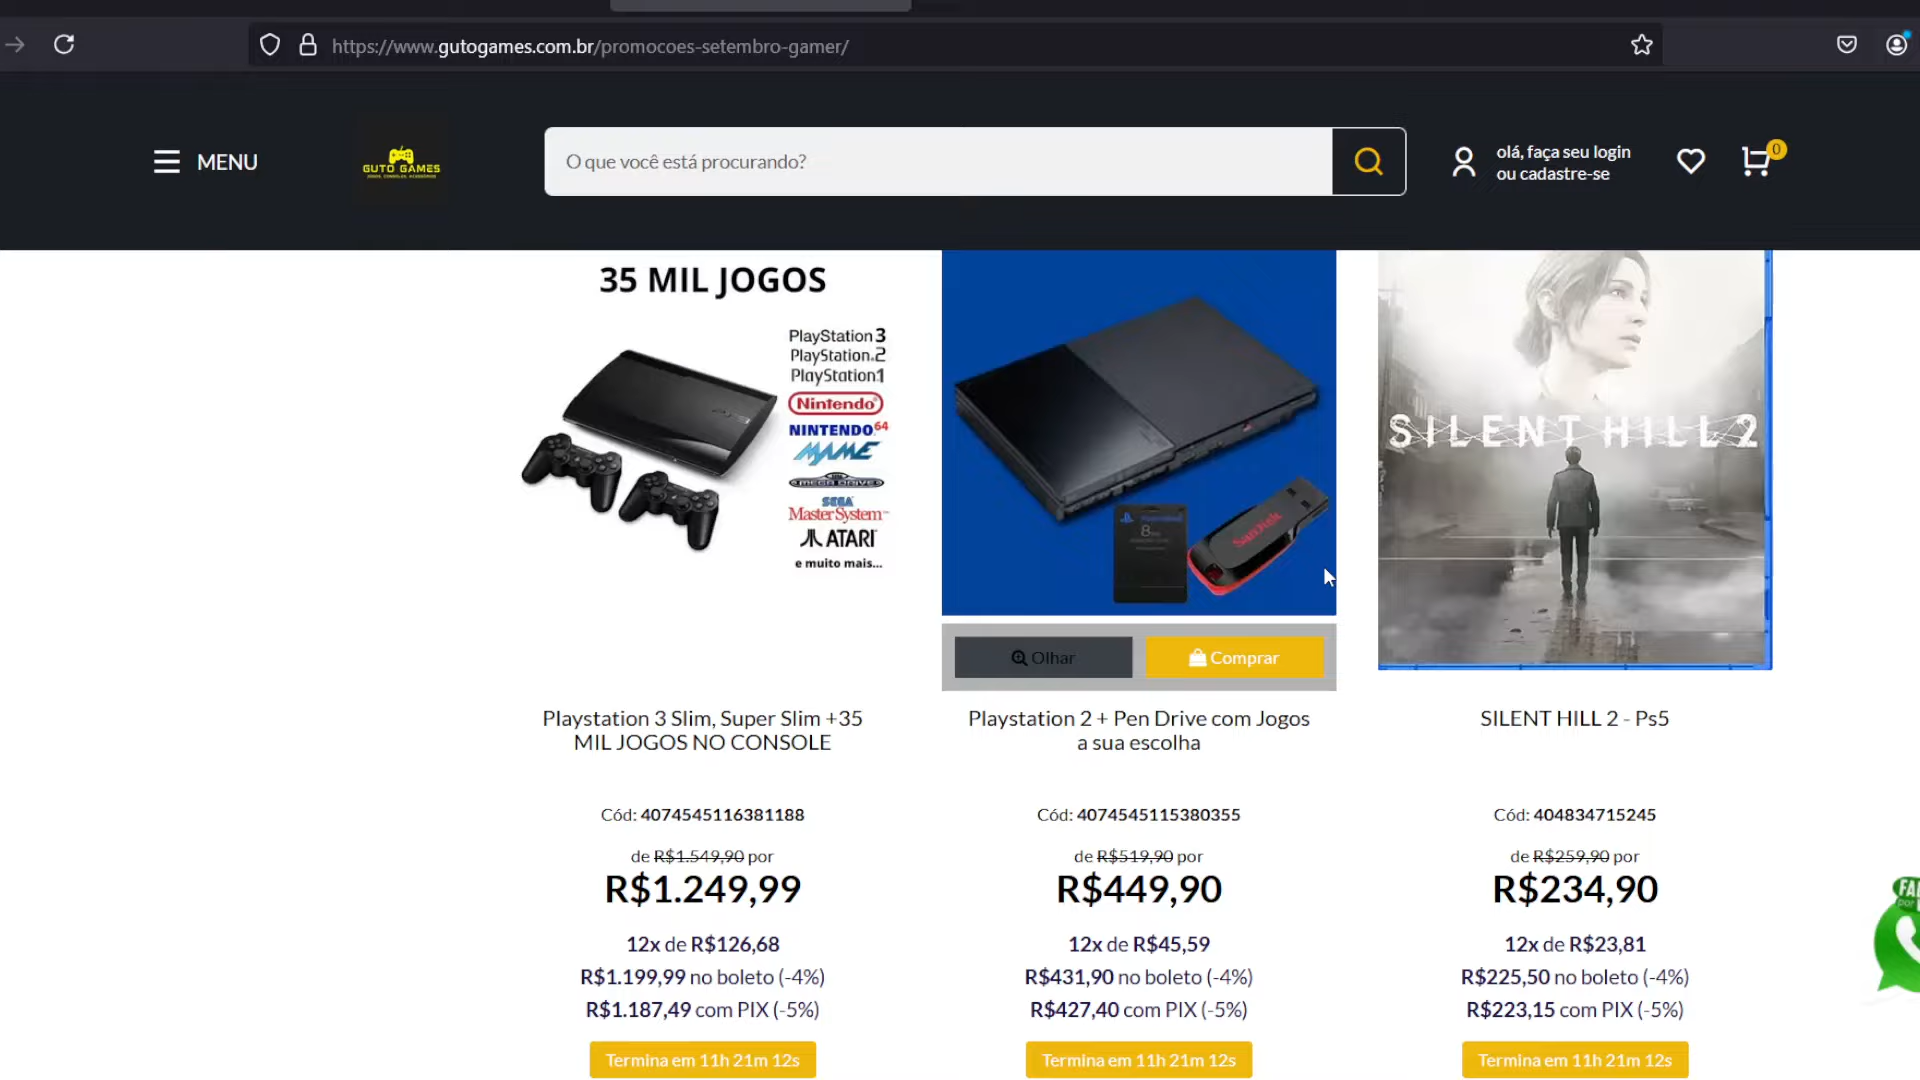 https://www.gutogames.com.br/promocoes-setembro-gamer/
MENU
GUTO GAMES
JOGOS, CONSOLES, ACESSÓRIOS
O que você está procurando?
olá, faça seu login
ou cadastre-se
0
35 MIL JOGOS
PlayStation 3
PlayStation 2
PlayStation 1
Nintendo
NINTENDO 64
MAME
MEGA DRIVE
SEGA
Master System
ATARI
e muito mais...
8
SanDisk
SILENT HILL 2
Olhar
Comprar
Playstation 3 Slim, Super Slim +35
MIL JOGOS NO CONSOLE
Cód: 4074545116381188
de R$1.549,90 por
R$1.249,99
12x de R$126,68
R$1.199,99 no boleto (-4%)
R$1.187,49 com PIX (-5%)
Termina em 11h 21m 12s
Playstation 2 + Pen Drive com Jogos
a sua escolha
Cód: 4074545115380355
de R$519,90 por
R$449,90
12x de R$45,59
R$431,90 no boleto (-4%)
R$427,40 com PIX (-5%)
Termina em 11h 21m 12s
SILENT HILL 2 - Ps5
Cód: 404834715245
de R$259,90 por
R$234,90
12x de R$23,81
R$225,50 no boleto (-4%)
R$223,15 com PIX (-5%)
Termina em 11h 21m 12s